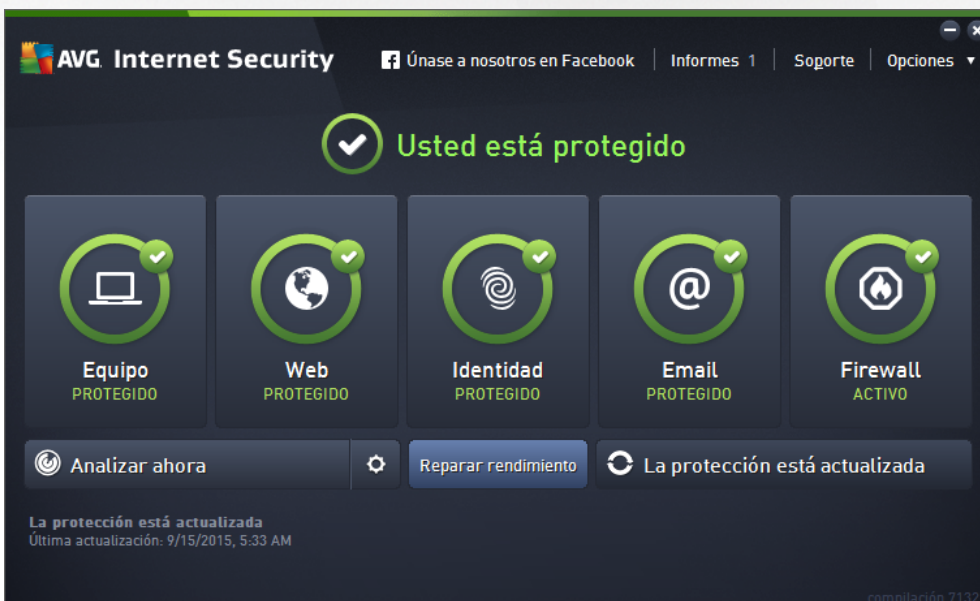 AVG Internet Security
Únase a nosotros en Facebook
Informes 1
Soporte
Opciones
Usted está protegido
Equipo
PROTEGIDO
Web
PROTEGIDO
Identidad
PROTEGIDO
Email
PROTEGIDO
Firewall
ACTIVO
Analizar ahora
Reparar rendimiento
La protección está actualizada
La protección está actualizada
Última actualización: 9/15/2015, 5:33 AM
compilación 7132